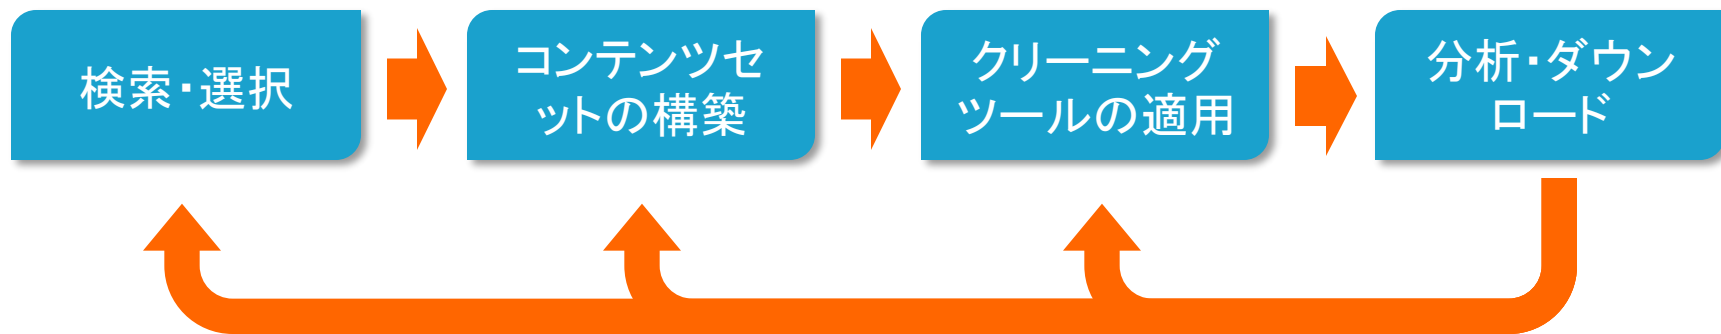 検索・選択
コンテンツセ
ットの構築
クリーニング
ツールの適用
分析・ダウン
ロード